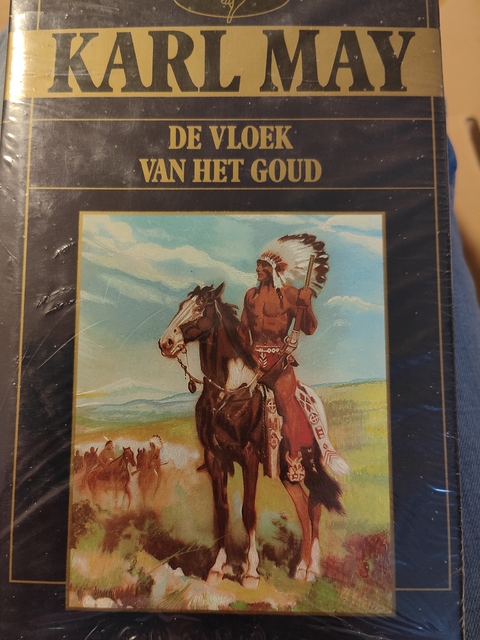 KARL MAY
DE VLOEK
VAN HET GOUD